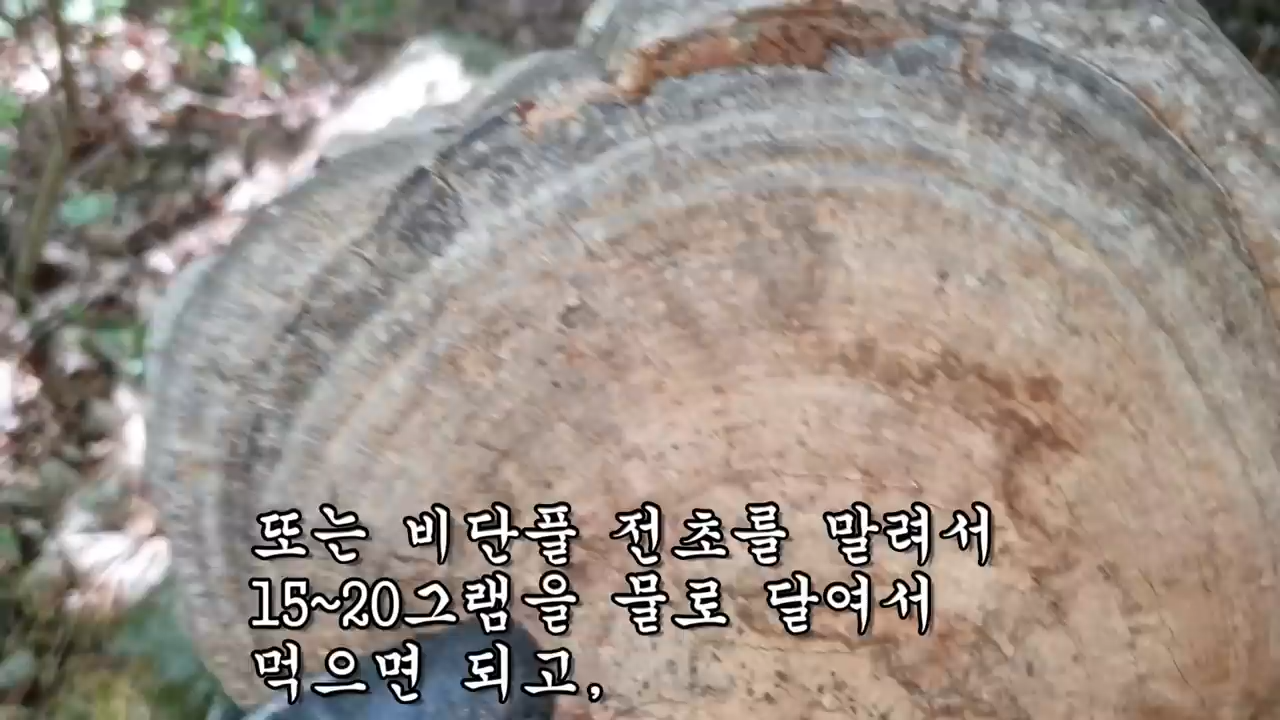 또는 비단풀 전초를 말려서
15~20그램을 물로 달여서
먹으면 되고,